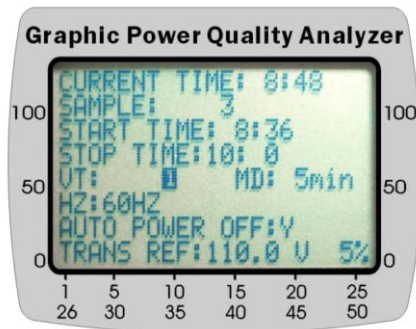 Graphic Power Quality Analyzer
CURRENT TIME: 8:48
SAMPLE: 3
START TIME: 8:36
STOP TIME:10: 0
VT: 1 MD: 5min
HZ:60HZ
AUTO POWER OFF:Y
TRANS REF:110.0 V 5%
100 100
50 50
0 0
1 5 10 15 20 25
26 30 35 40 45 50